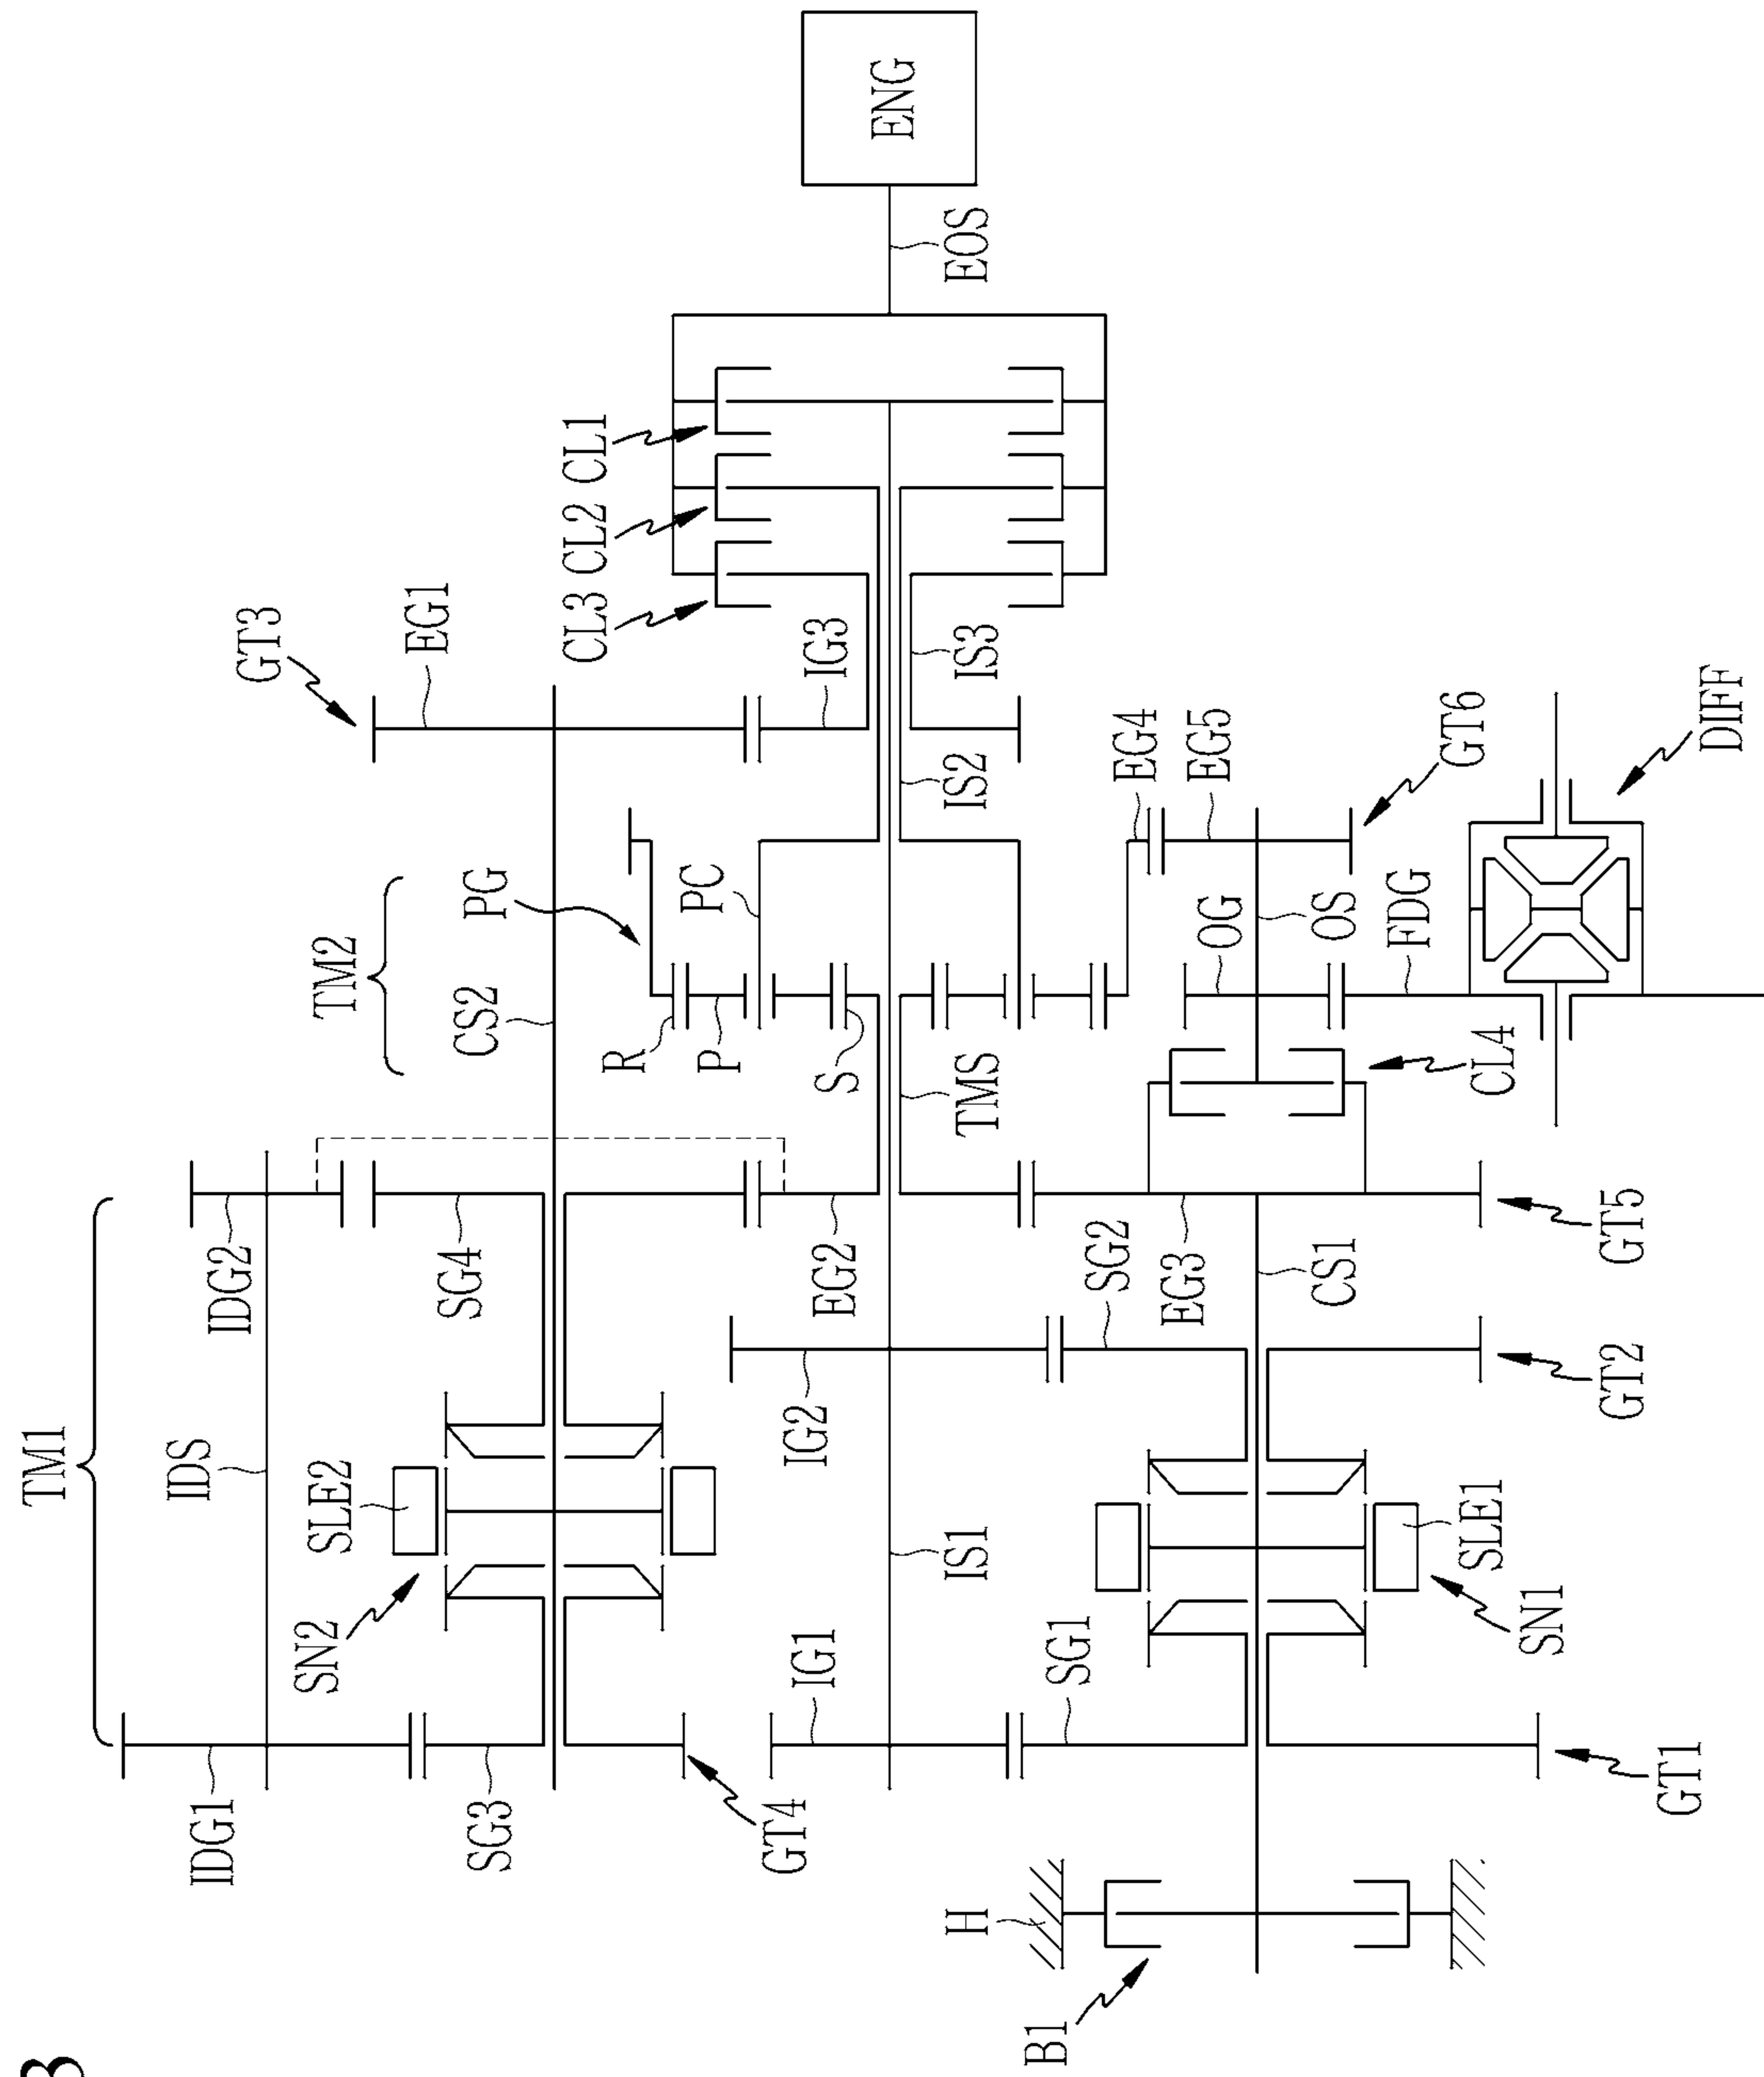 3
TM1
TM2
GT3
EG1
CL3
CL2
CL1
ENG
EOS
IDG2
IDS
IDG1
SG4
CS2
PG
SLE2
SN2
SG3
GT4
R
P
S
PC
IG3
IS3
IS2
EG2
TMS
IG2
IS1
IG1
SG2
EG3
SG1
CS1
EG4
EG5
GT6
OG
OS
FDG
DIFF
CL4
GT5
GT2
SLE1
SN1
GT1
H
B1